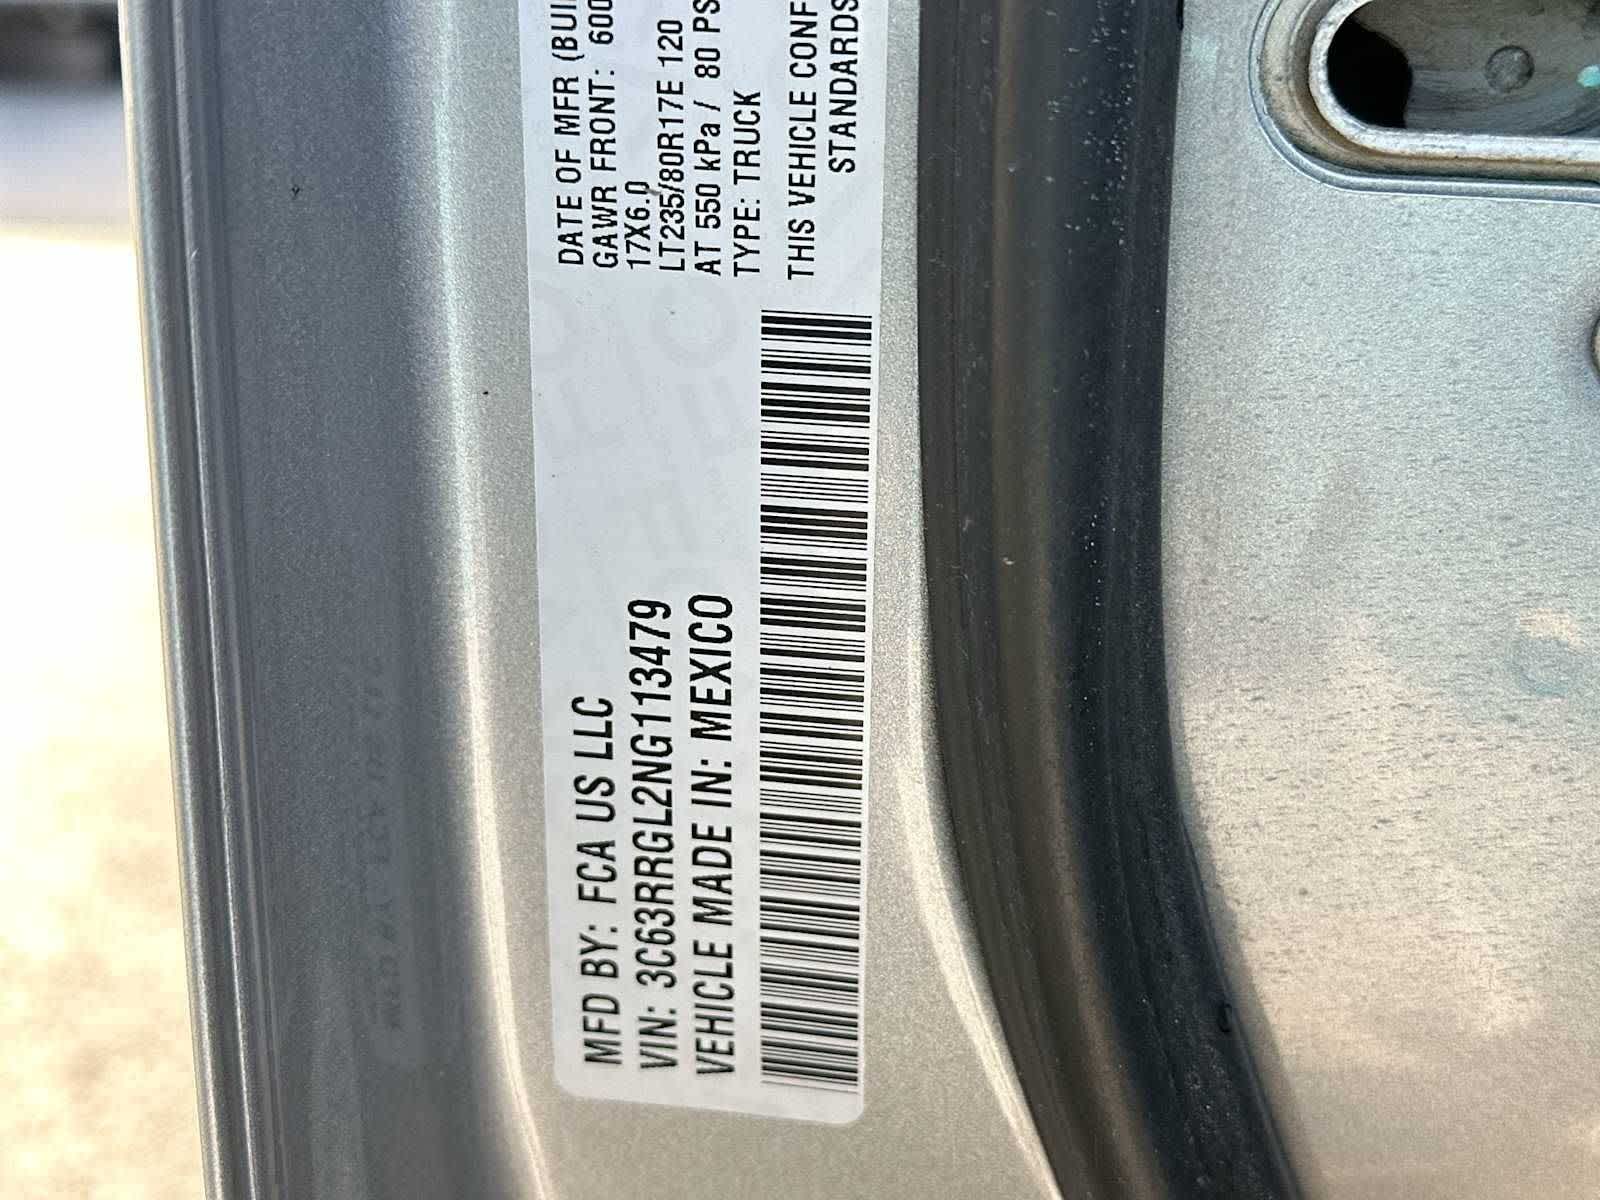 MFD BY: FCA US LLC
VIN: 3C63RRGL2NG113479
VEHICLE MADE IN: MEXICO
DATE OF MFR (BUI
GAWR FRONT: 600
17X6.0
LT235/80R17E 120
AT 550 kPa / 80 PS
TYPE: TRUCK
THIS VEHICLE CONF
STANDARDS